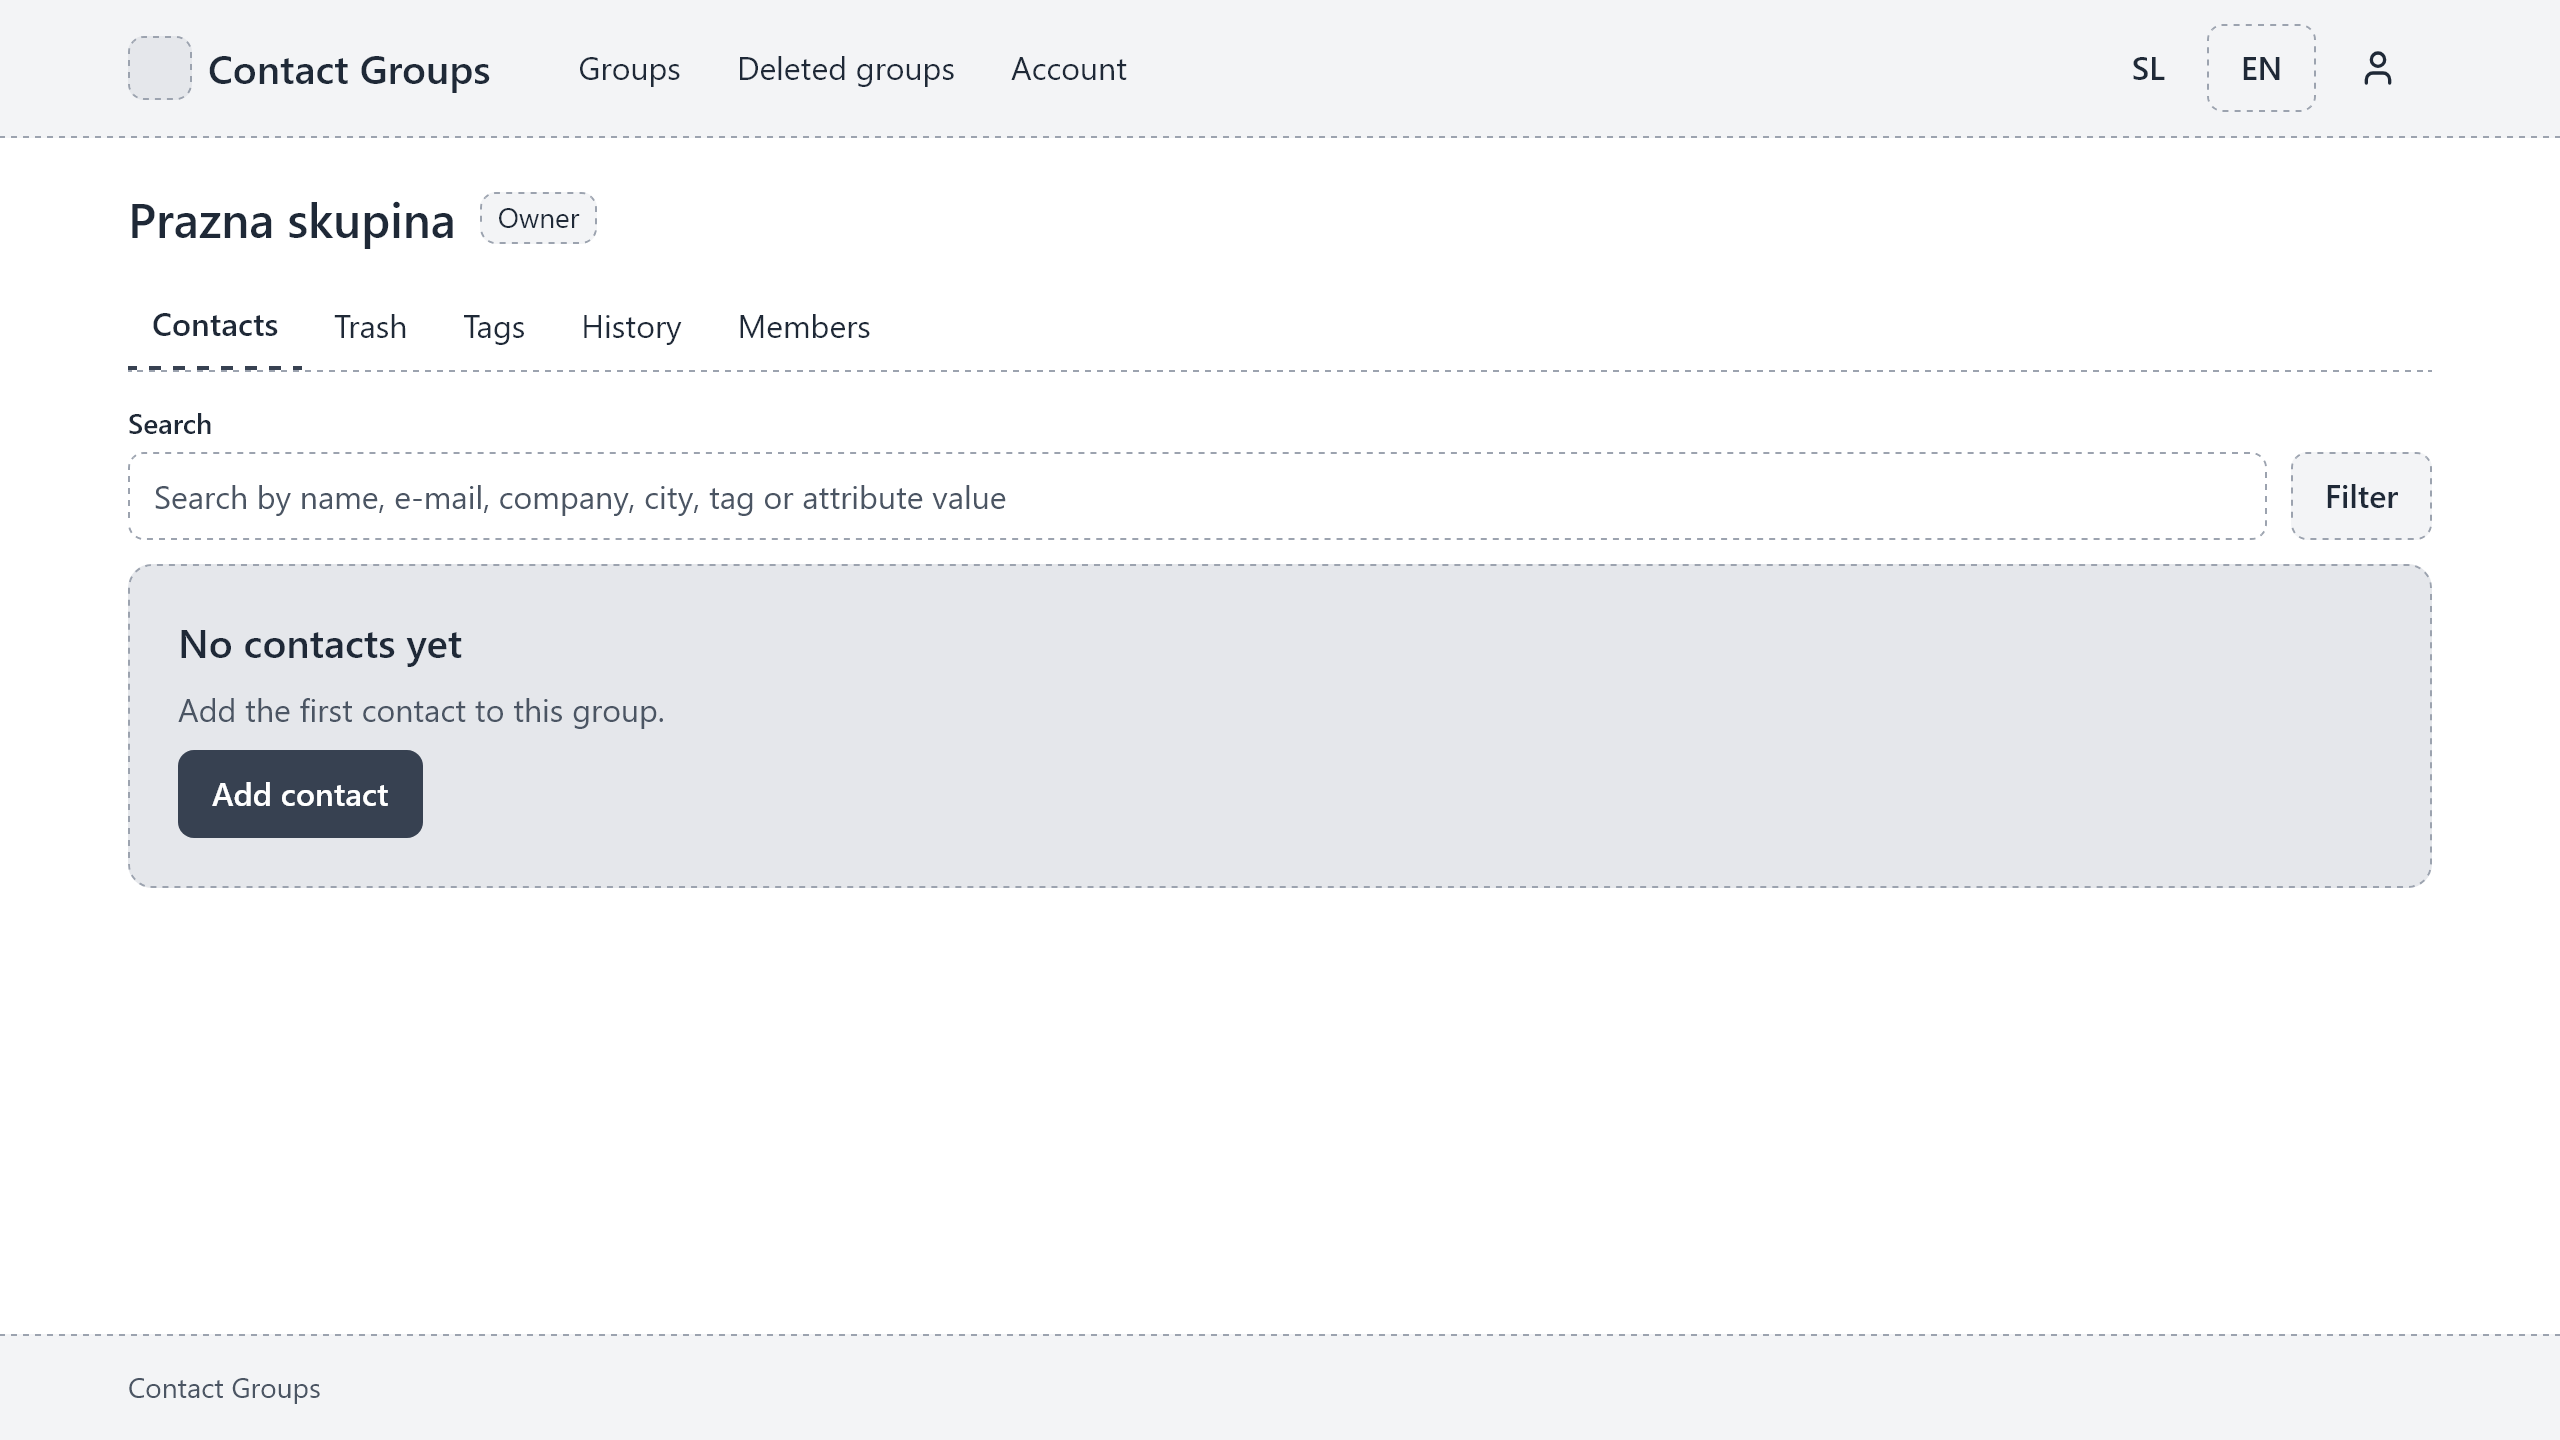 Contact Groups
Groups
Deleted groups
Account
SL
EN
Prazna skupina
Owner
Contacts
Trash
Tags
History
Members
Search
Search by name, e-mail, company, city, tag or attribute value
Filter
No contacts yet
Add the first contact to this group.
Add contact
Contact Groups